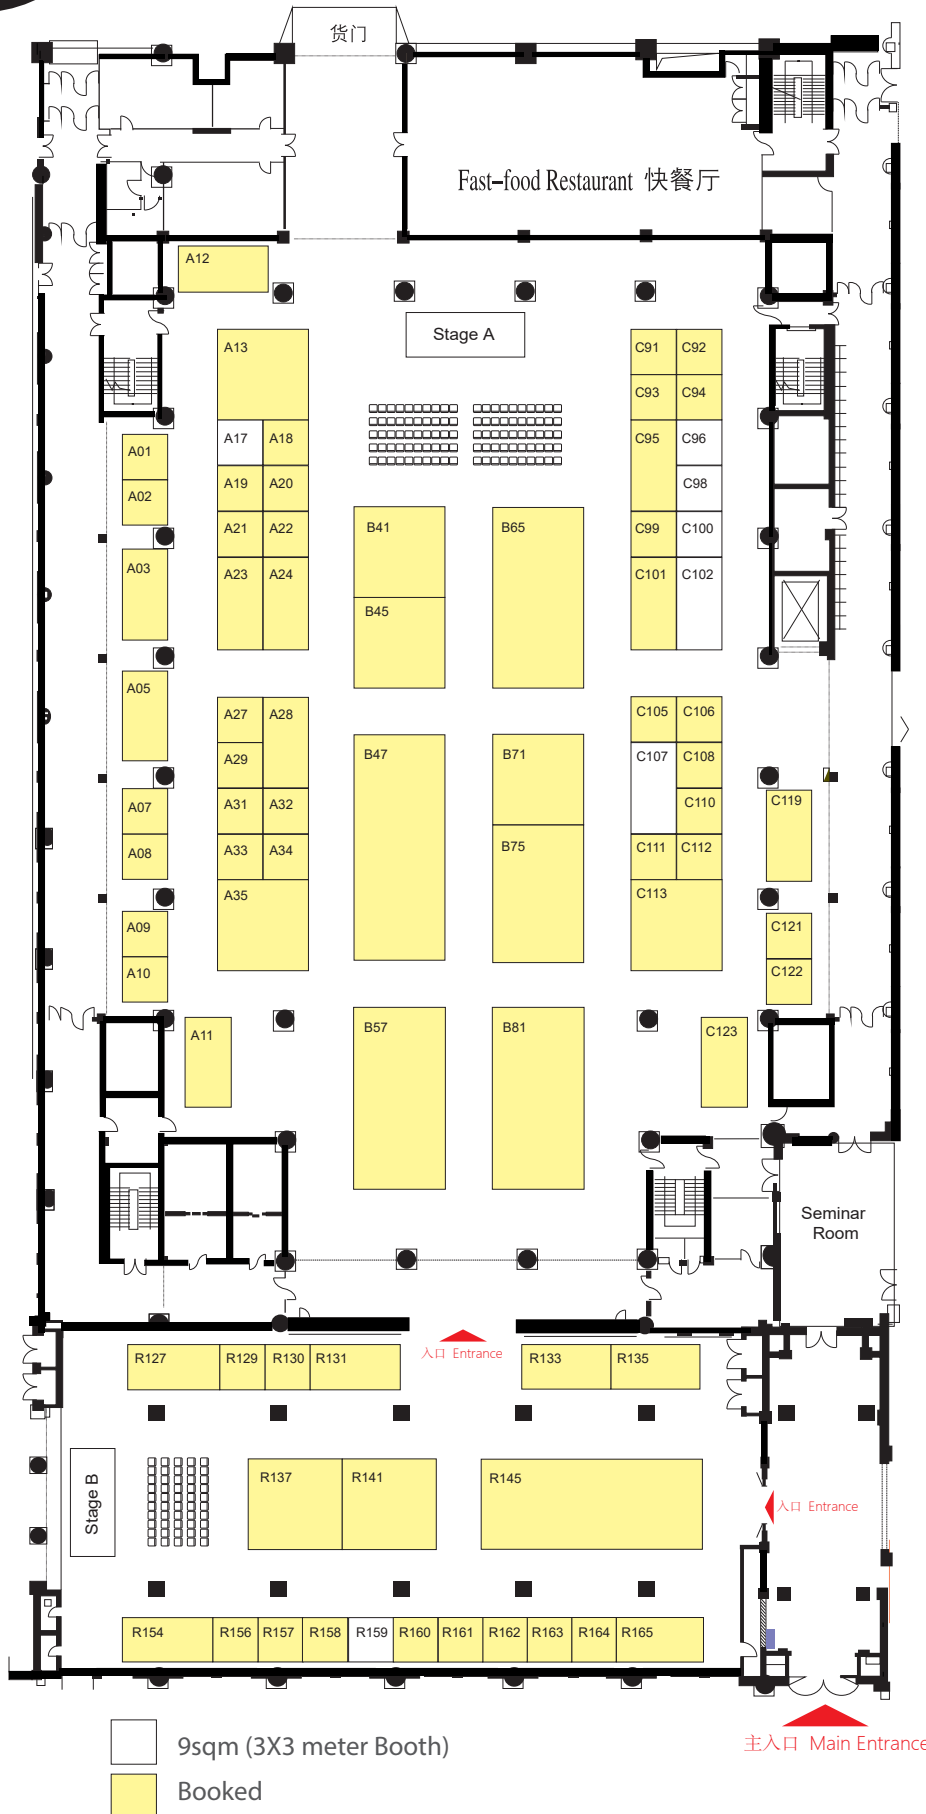 货门
Fast–food Restaurant 快餐厅
A12
Stage A
A13
C91 C92
C93 C94
A17 A18
C95 C96
A01
A19 A20
C98
A02
A21 A22
B41
B65
C99 C100
A03
A23 A24
C101 C102
B45
A05
A27 A28
C105 C106
A29
B47
B71
C107 C108
A07
A31 A32
C110
C119
A08
A33 A34
B75
C111 C112
A35
C113
A09
C121
A10
C122
A11
B57
B81
C123
Seminar
Room
入口 Entrance
R127 R129 R130 R131 R133 R135
Stage B
R137 R141 R145
入口 Entrance
R154 R156 R157 R158 R159 R160 R161 R162 R163 R164 R165
主入口 Main Entrance
9sqm (3X3 meter Booth)
Booked